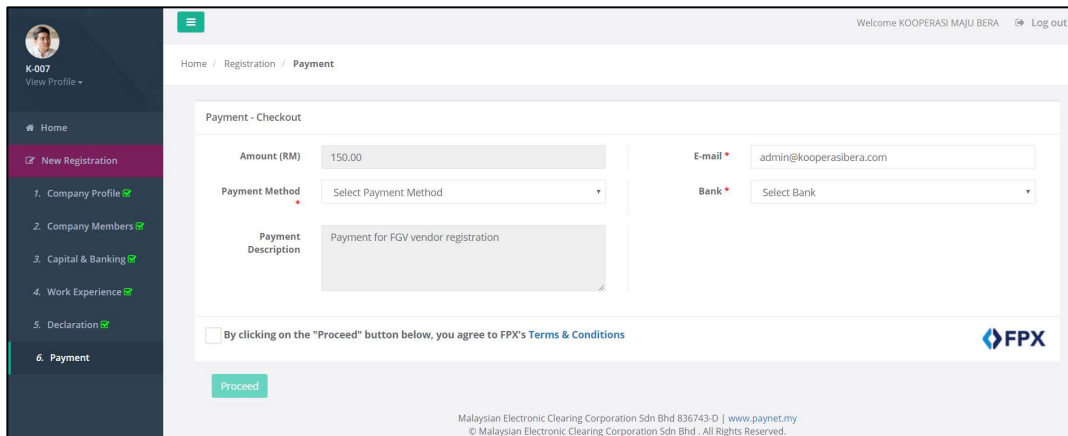 Welcome KOOPERASI MAJU BERA Log out
K-007
View Profile
Home / Registration / Payment
Home
New Registration
1. Company Profile
2. Company Members
3. Capital & Banking
4. Work Experience
5. Declaration
6. Payment
Payment - Checkout
Amount (RM) 150.00
E-mail * admin@kooperasibera.com
Payment Method * Select Payment Method
Bank * Select Bank
Payment Description
Payment for FGV vendor registration
By clicking on the "Proceed" button below, you agree to FPX's Terms & Conditions
FPX
Proceed
Malaysian Electronic Clearing Corporation Sdn Bhd 836743-D | www.paynet.my
© Malaysian Electronic Clearing Corporation Sdn Bhd . All Rights Reserved.